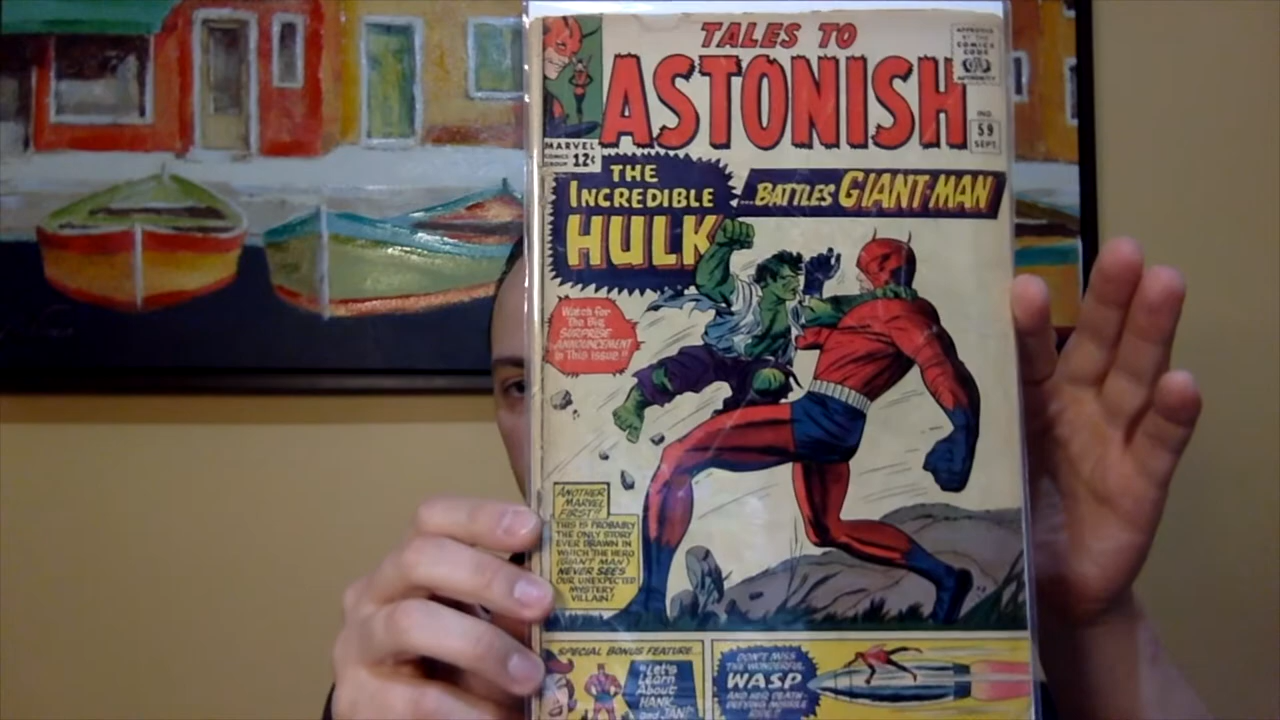 TALES TO
ASTONISH
APPROVED
BY THE
COMICS
CODE
AUTHORITY
IND.
59
SEPT.
MARVEL
COMICS
GROUP
12¢
THE
INCREDIBLE
HULK
...BATTLES GIANT-MAN
Watch for
The Big
SURPRISE
ANNOUNCEMENT
in This issue!!
ANOTHER
MARVEL
FIRST!!
THIS IS PROBABLY
THE ONLY STORY
EVER DRAWN IN
WHICH THE HERO
(GIANT MAN)
NEVER SEES
OUR UNEXPECTED
MYSTERY
VILLAIN!
SPECIAL BONUS FEATURE...
"Let's
Learn
About
HANK
and JAN!"
DON'T MISS
THE WONDERFUL
WASP
AND HER DEATH-
DEFYING MISSILE
RIDE!!